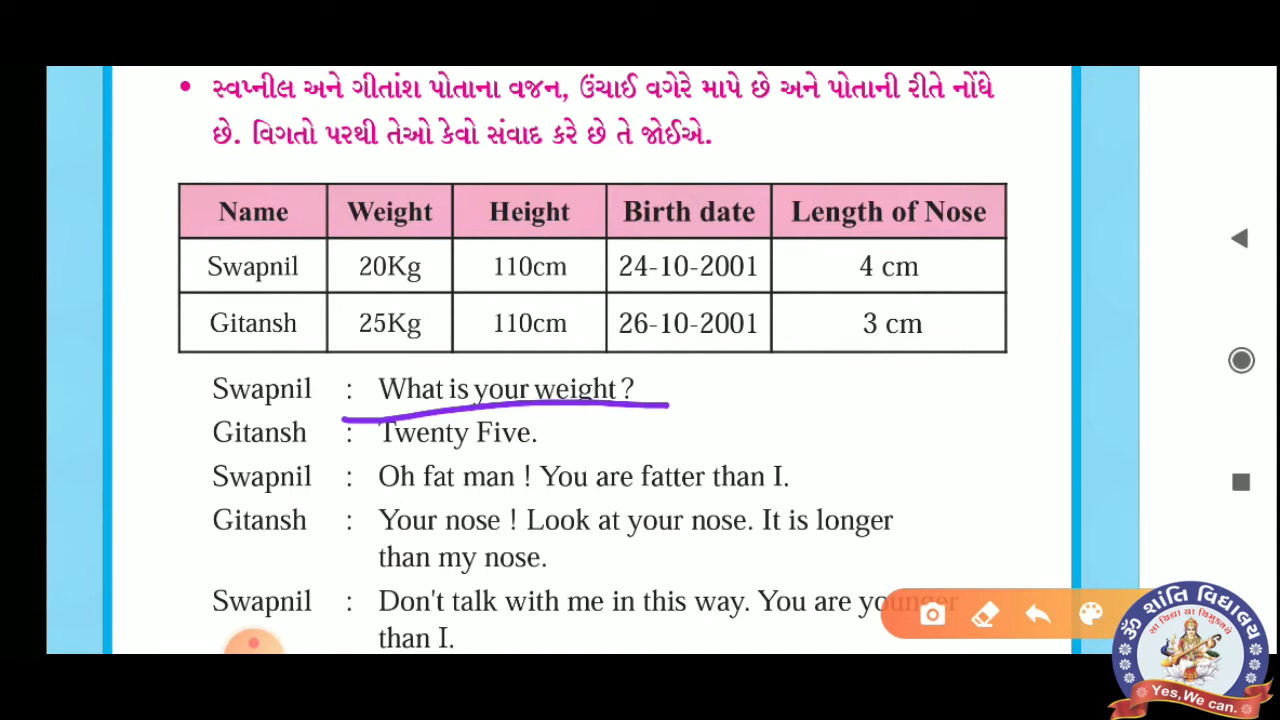 • સ્વપ્નીલ અને ગીતાંશ પોતાના વજન, ઉંચાઈ વગેરે માપે છે અને પોતાની રીતે નોંધે
છે. વિગતો પરથી તેઓ કેવો સંવાદ કરે છે તે જોઈએ.
Name Weight Height Birth date Length of Nose
Swapnil 20Kg 110cm 24-10-2001 4 cm
Gitansh 25Kg 110cm 26-10-2001 3 cm
Swapnil : What is your weight ?
Gitansh : Twenty Five.
Swapnil : Oh fat man ! You are fatter than I.
Gitansh : Your nose ! Look at your nose. It is longer
than my nose.
Swapnil : Don't talk with me in this way. You are younger
than I.
ૐ શાંતિ વિદ્યાલય
સા વિદ્યા યા વિમુક્તયે
Yes, We can.